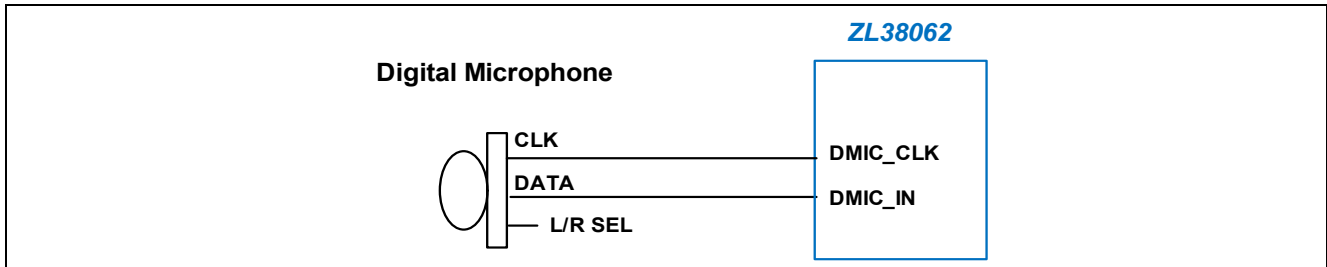 ZL38062
Digital Microphone
CLK
DMIC_CLK
DATA
DMIC_IN
L/R SEL